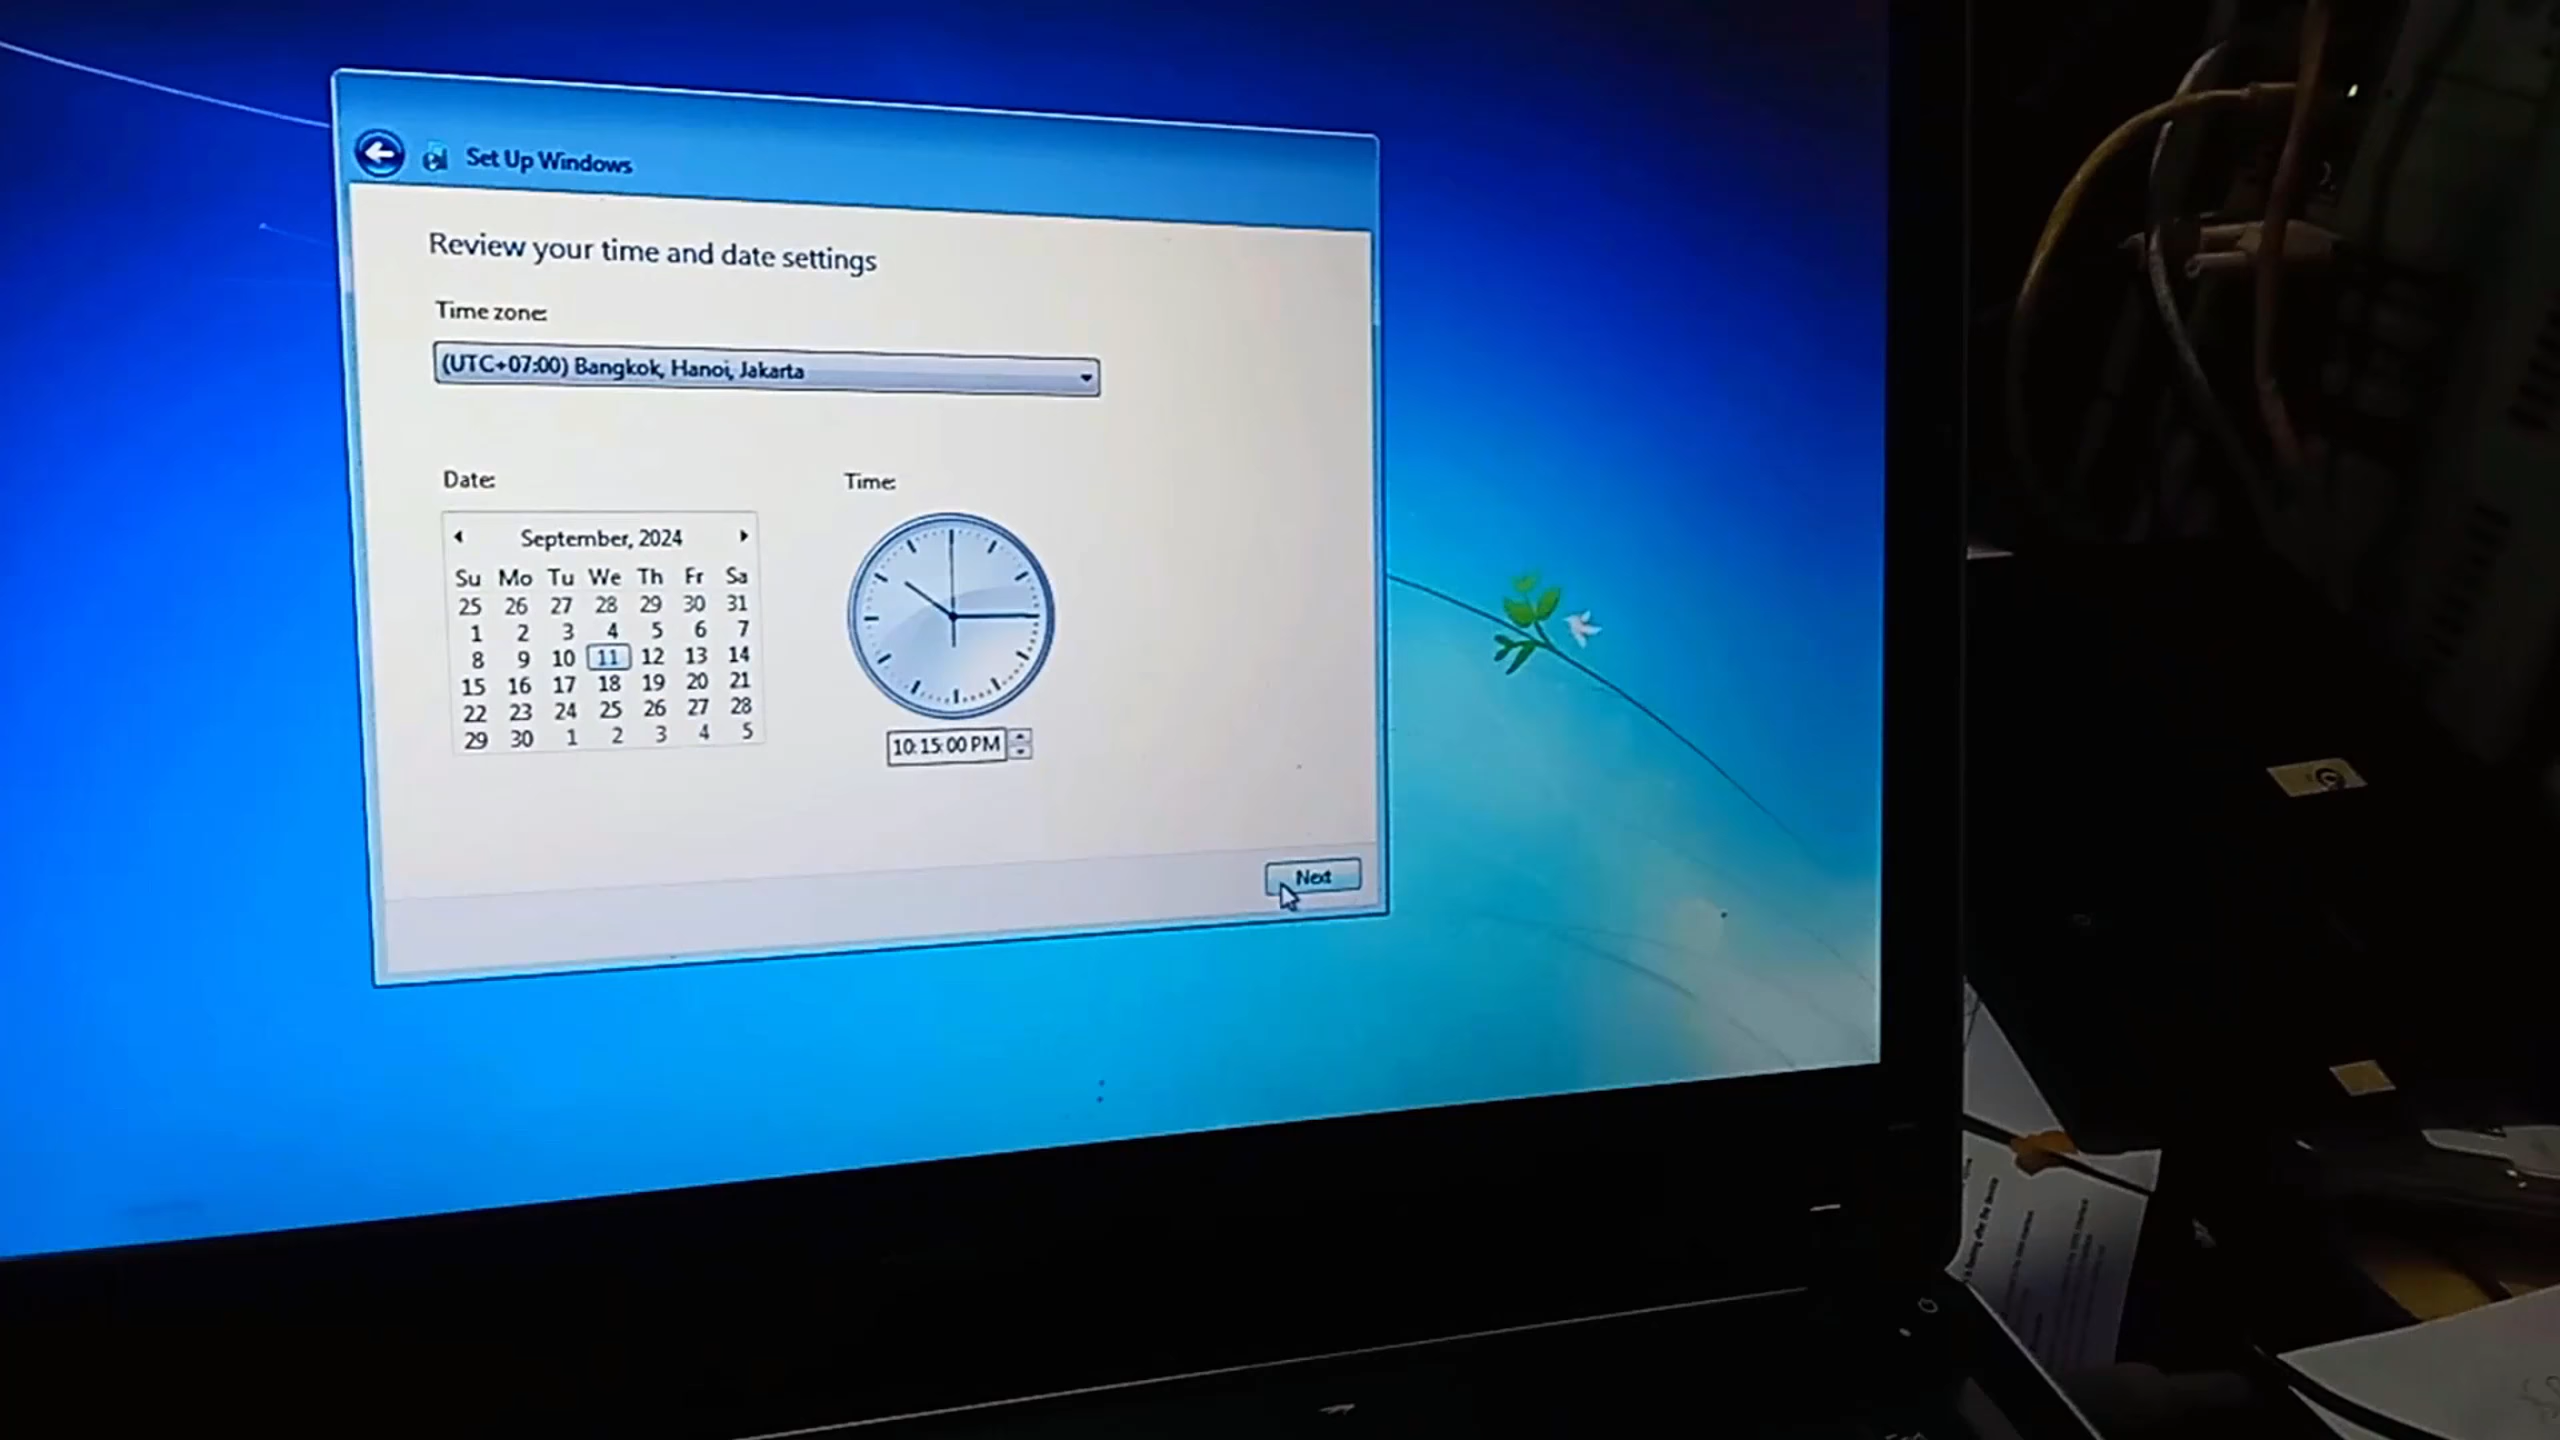 Set Up Windows
Review your time and date settings
Time zone:
(UTC+07:00) Bangkok, Hanoi, Jakarta
Date:
Time:
September, 2024
Su Mo Tu We Th Fr Sa
25 26 27 28 29 30 31
1 2 3 4 5 6 7
8 9 10 11 12 13 14
15 16 17 18 19 20 21
22 23 24 25 26 27 28
29 30 1 2 3 4 5
10:15:00 PM
Next